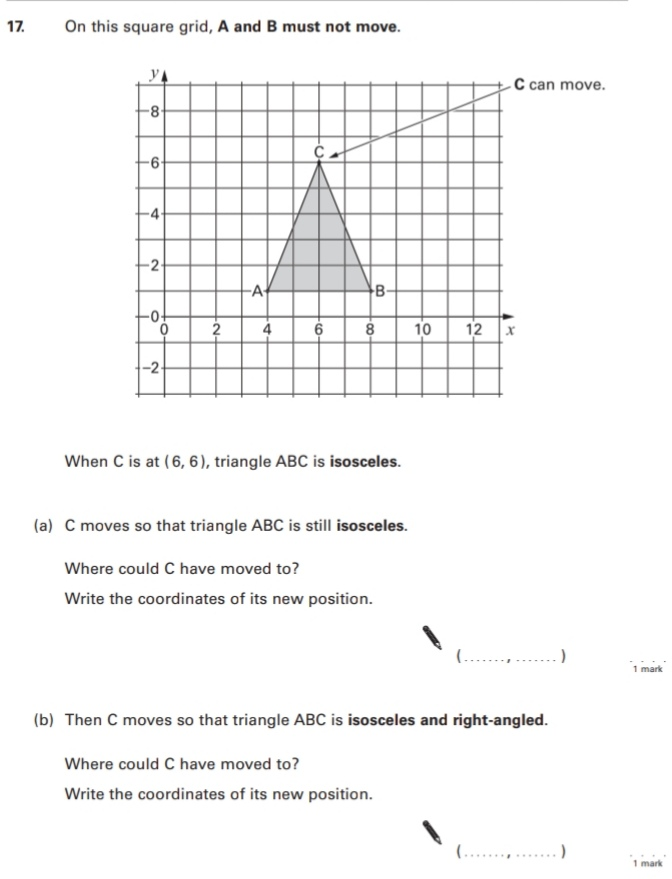 17. On this square grid, A and B must not move.
y
C can move.
8
C
6
4
2
A B
0
0 2 4 6 8 10 12 x
–2
When C is at (6, 6), triangle ABC is isosceles.
(a) C moves so that triangle ABC is still isosceles.
Where could C have moved to?
Write the coordinates of its new position.
(......., .......)
1 mark
(b) Then C moves so that triangle ABC is isosceles and right-angled.
Where could C have moved to?
Write the coordinates of its new position.
(......., .......)
1 mark